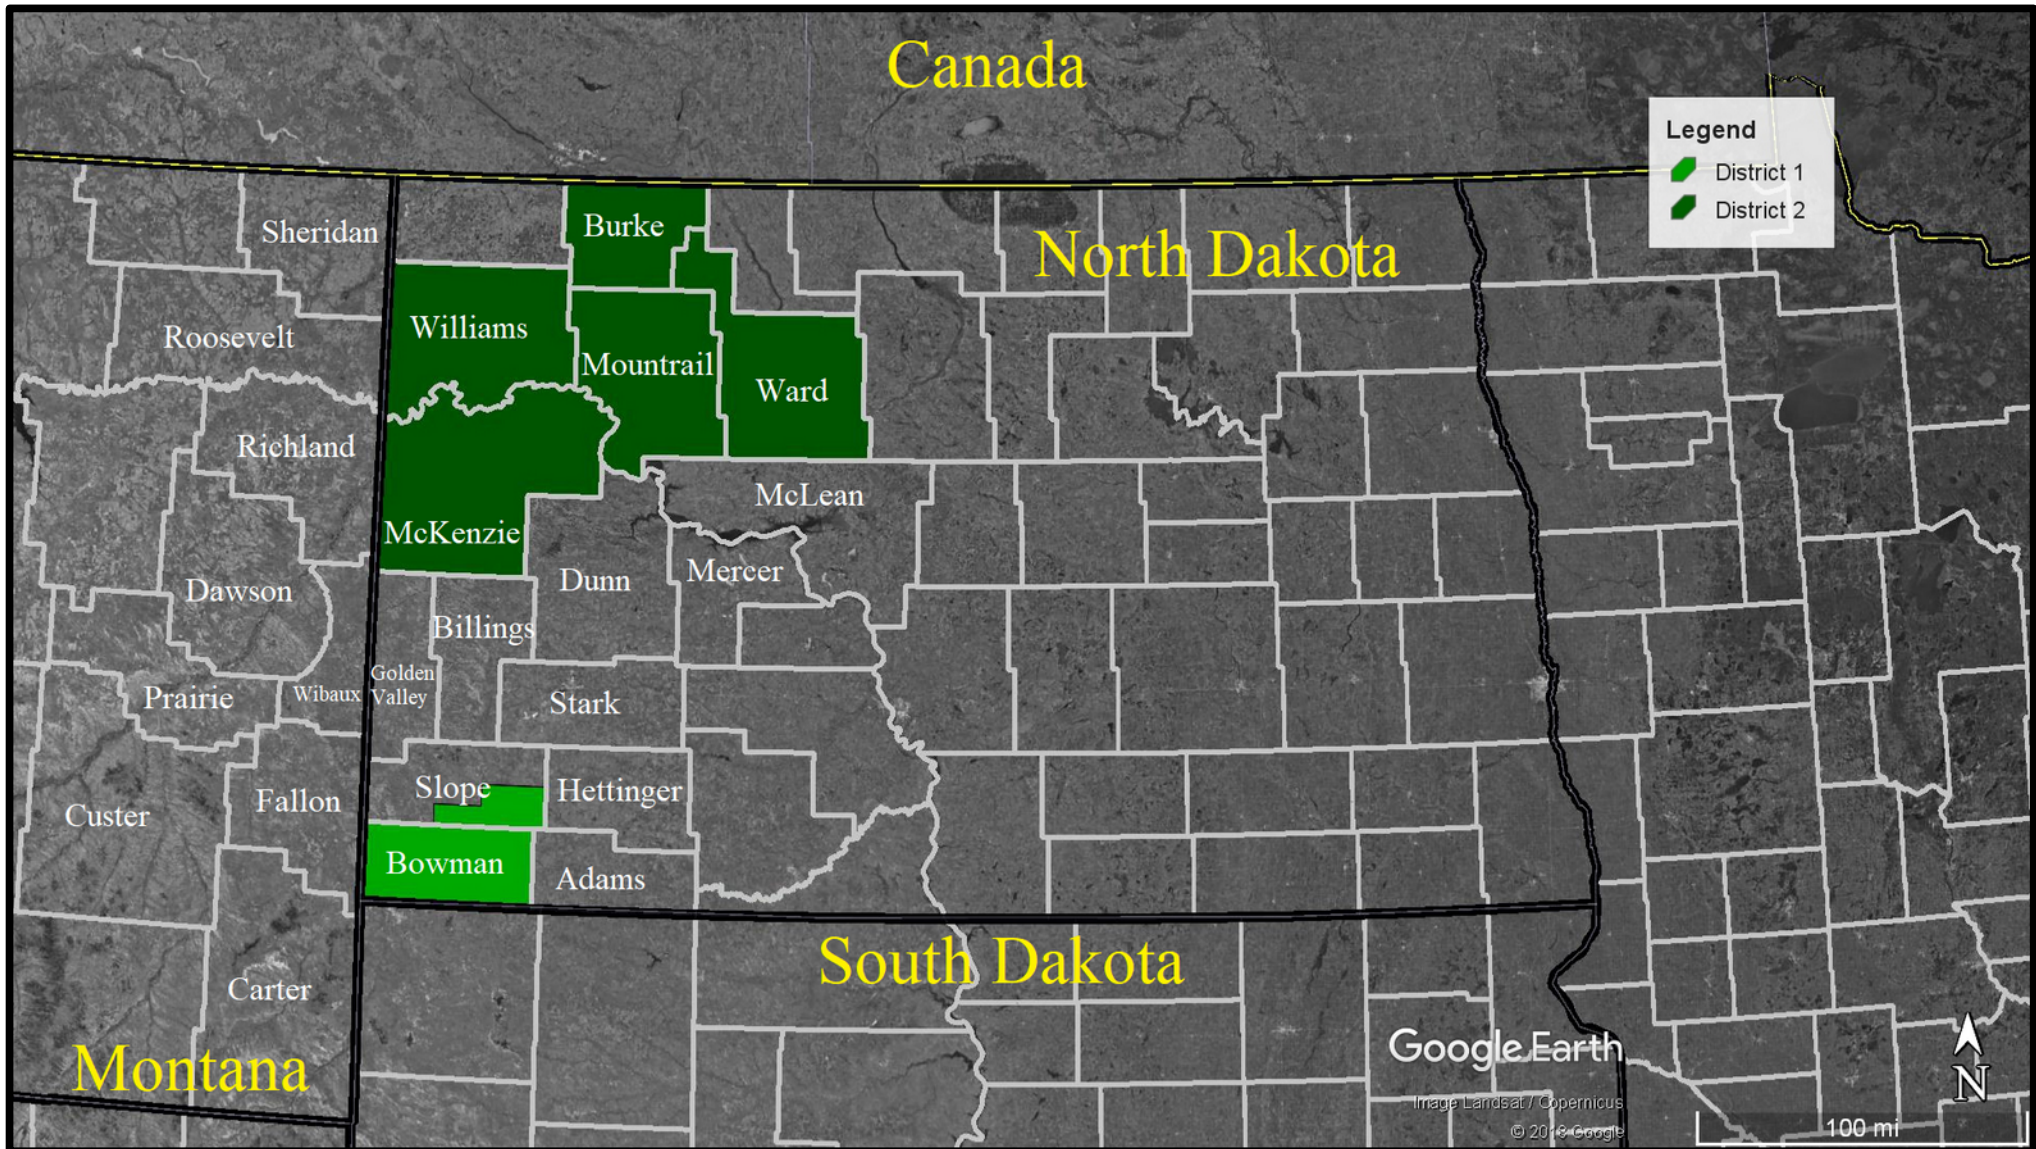 Canada
Legend
District 1
District 2
North Dakota
Sheridan
Burke
Roosevelt
Williams
Mountrail
Ward
Richland
McLean
McKenzie
Dawson
Dunn
Mercer
Billings
Prairie
Wibaux
Golden
Valley
Stark
Slope
Hettinger
Custer
Fallon
Bowman
Adams
South Dakota
Carter
Montana
Google Earth
Image Landsat / Copernicus
© 2018 Google
N
100 mi